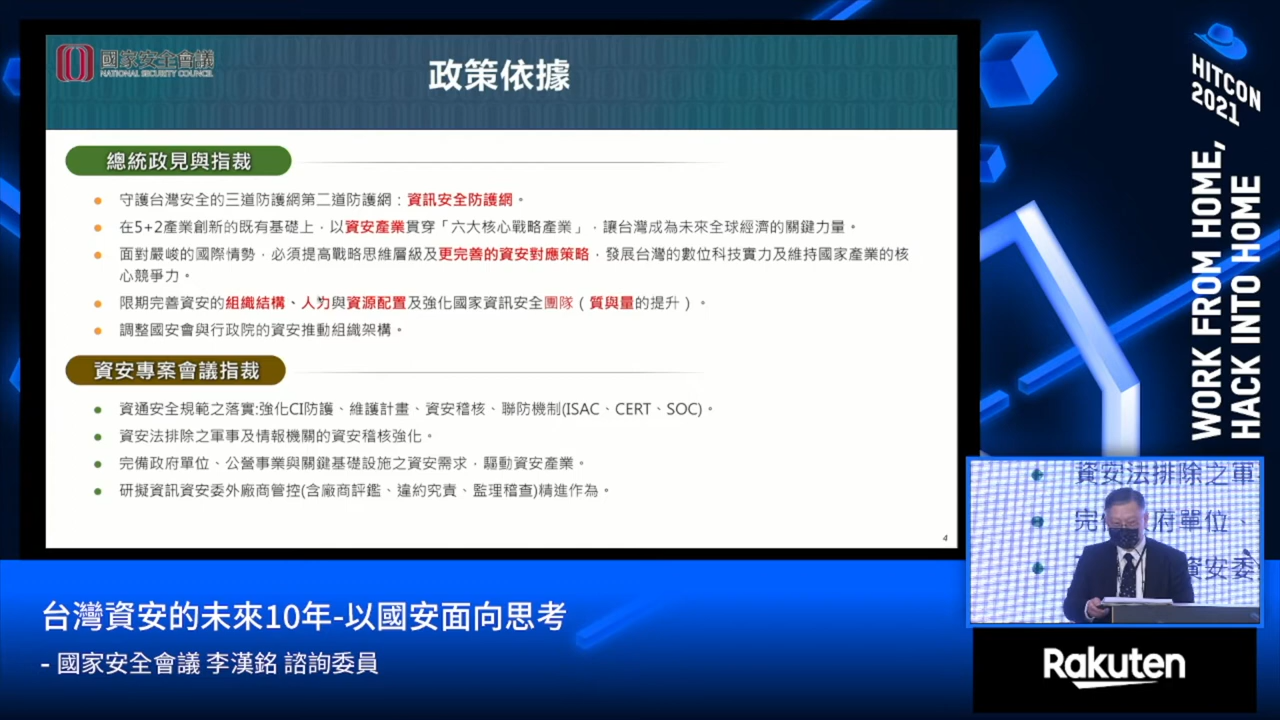 國家安全會議
NATIONAL SECURITY COUNCIL
政策依據
總統政見與指裁
守護台灣安全的三道防護網第二道防護網：資訊安全防護網。
在5+2產業創新的既有基礎上，以資安產業貫穿「六大核心戰略產業」，讓台灣成為未來全球經濟的關鍵力量。
面對嚴峻的國際情勢，必須提高戰略思維層級及更完善的資安對應策略，發展台灣的數位科技實力及維持國家產業的核
心競爭力。
限期完善資安的組織結構、人力與資源配置及強化國家資訊安全團隊（質與量的提升）。
調整國安會與行政院的資安推動組織架構。
資安專案會議指裁
資通安全規範之落實:強化CI防護、維護計畫、資安稽核、聯防機制(ISAC、CERT、SOC)。
資安法排除之軍事及情報機關的資安稽核強化。
完備政府單位、公營事業與關鍵基礎設施之資安需求，驅動資安產業。
研擬資訊資安委外廠商管控(含廠商評鑑、違約究責、監理稽查)精進作為。
4
HITCON
2021
WORK FROM HOME,
HACK INTO HOME
資安法排除之軍
完備政府單位、
資安委
Rakuten
台灣資安的未來10年-以國安面向思考
- 國家安全會議 李漢銘 諮詢委員